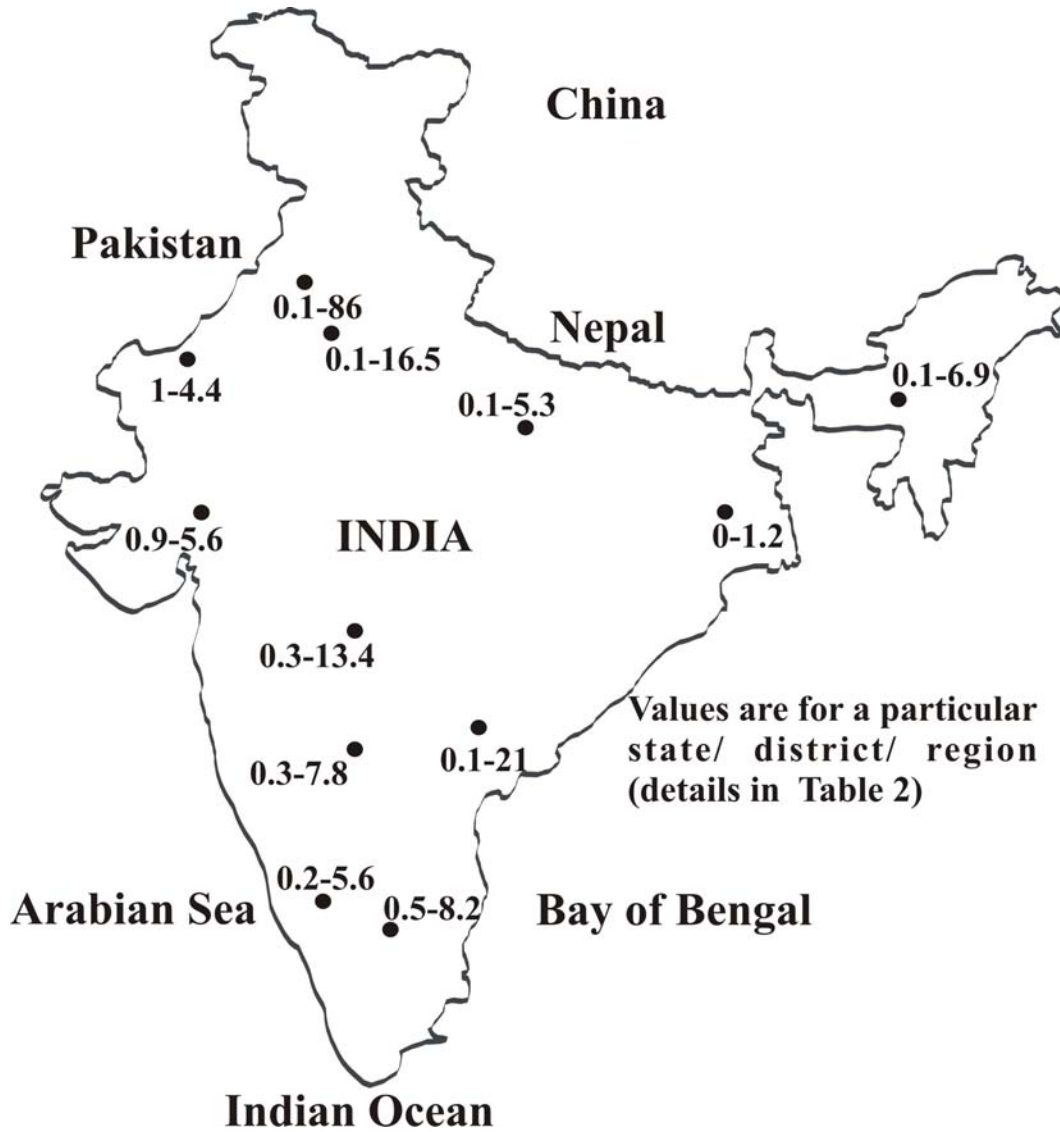 China
Pakistan
0.1-86
Nepal
0.1-16.5
1-4.4
0.1-6.9
0.1-5.3
0.9-5.6
INDIA
0-1.2
0.3-13.4
Values are for a particular
state/ district/ region
(details in Table 2)
0.1-21
0.3-7.8
0.2-5.6
Arabian Sea
0.5-8.2
Bay of Bengal
Indian Ocean